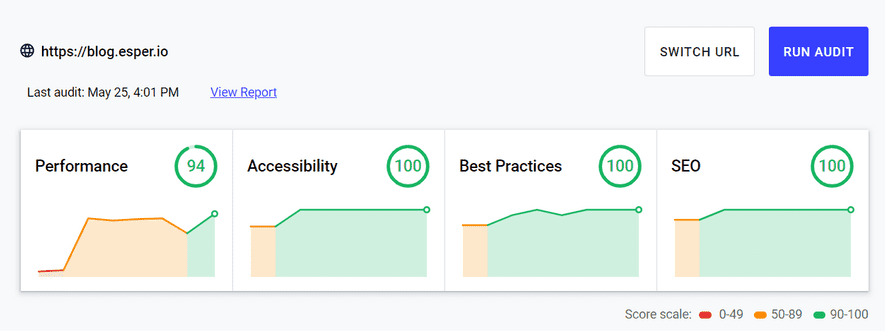 https://blog.esper.io
SWITCH URL
RUN AUDIT
Last audit: May 25, 4:01 PM
View Report
Performance
94
Accessibility
100
Best Practices
100
SEO
100
Score scale: 0-49 50-89 90-100